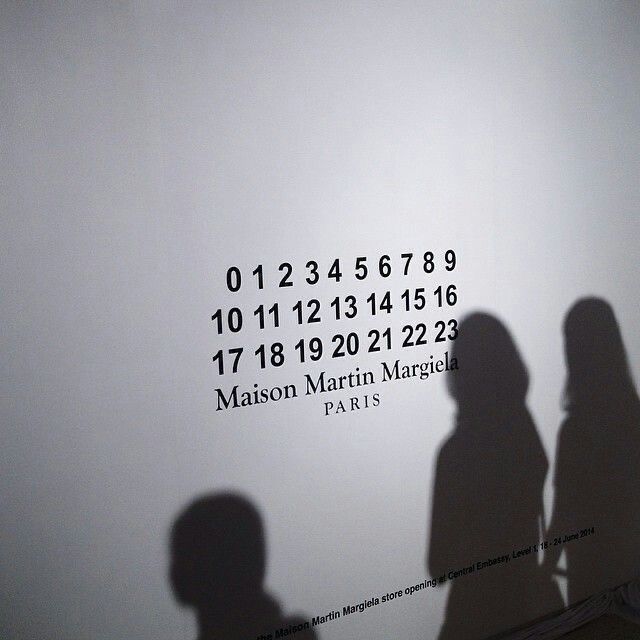 0 1 2 3 4 5 6 7 8 9
10 11 12 13 14 15 16
17 18 19 20 21 22 23
Maison Martin Margiela
PARIS
the Maison Martin Margiela store opening at Central Embassy, Level 1, 18 - 24 June 2014